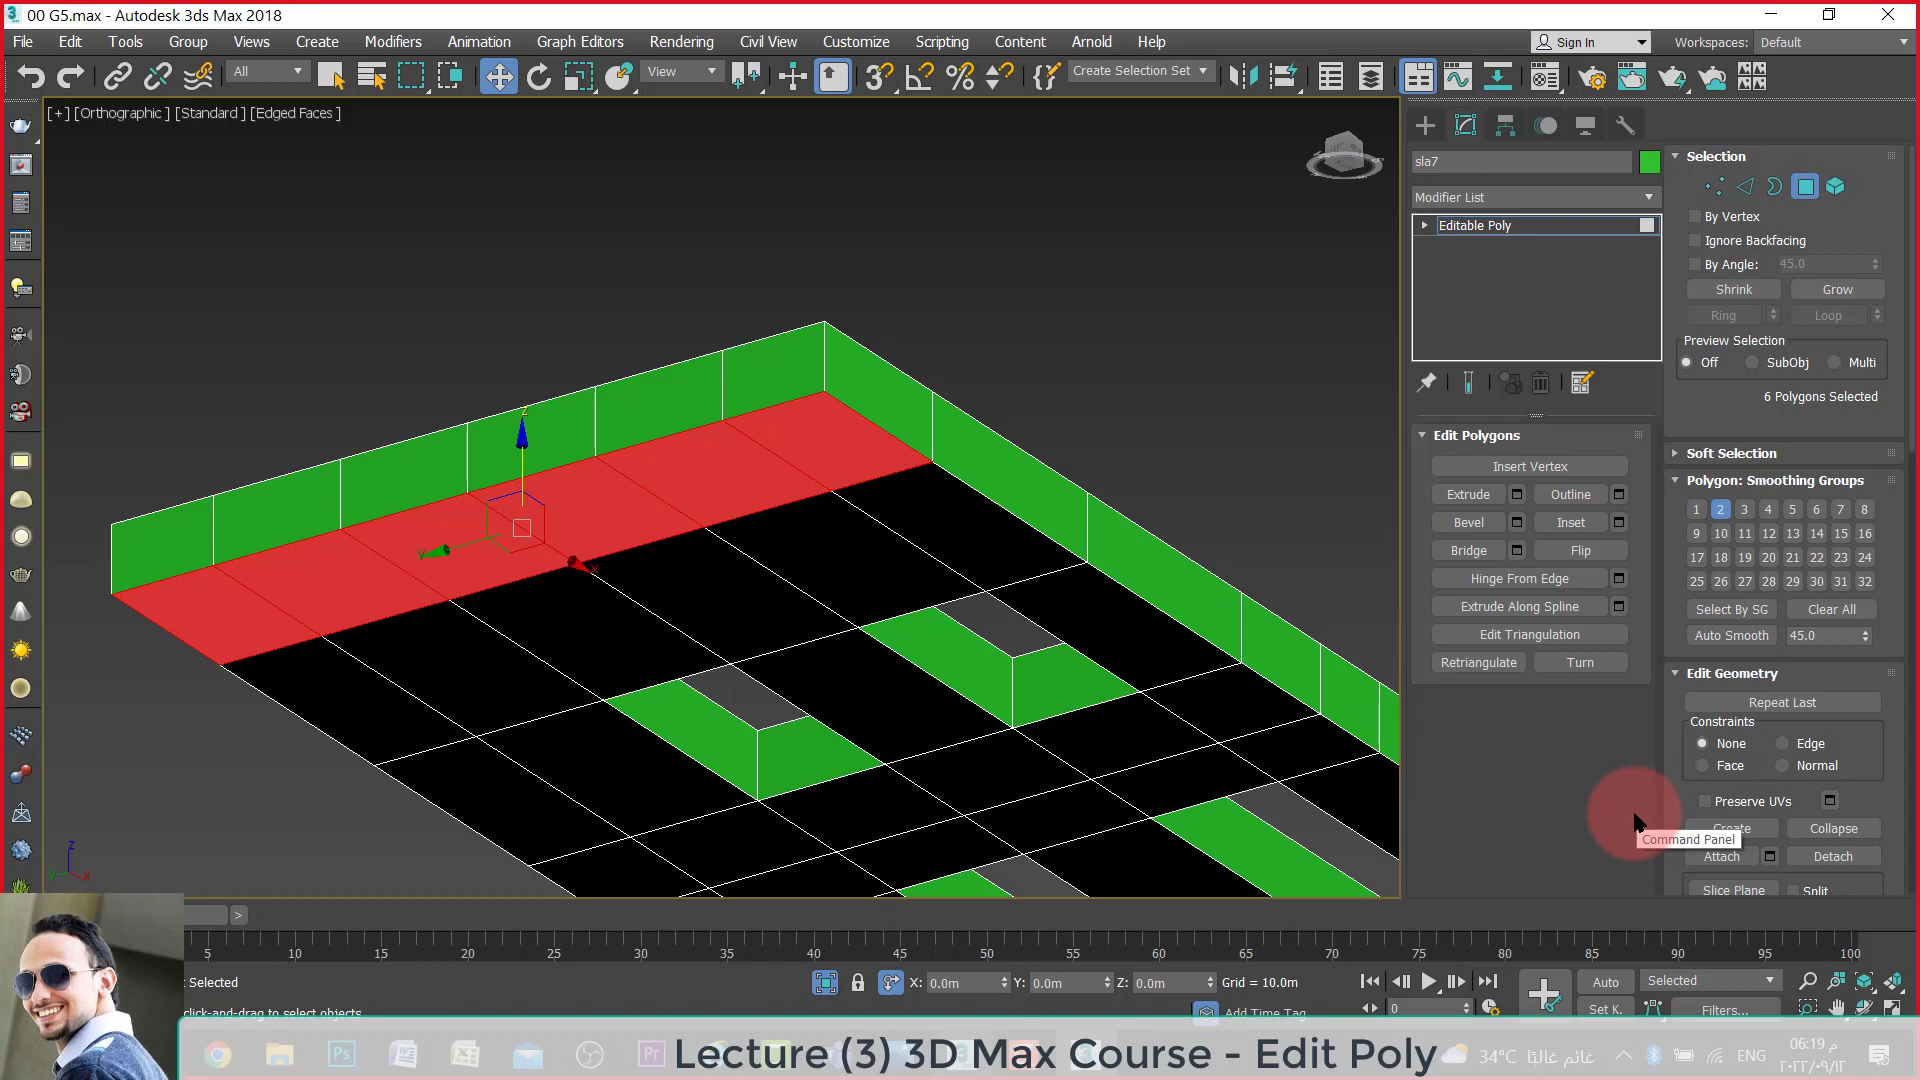 00 G5.max - Autodesk 3ds Max 2018
File Edit Tools Group Views Create Modifiers Animation Graph Editors Rendering Civil View Customize Scripting Content Arnold Help
Sign In
Workspaces: Default
All
View
Create Selection Set
[+] [Orthographic ] [Standard ] [Edged Faces ]
sla7
Modifier List
Editable Poly
Selection
By Vertex
Ignore Backfacing
By Angle: 45.0
Shrink Grow
Ring Loop
Preview Selection
Off SubObj Multi
6 Polygons Selected
Edit Polygons
Insert Vertex
Extrude Outline
Bevel Inset
Bridge Flip
Hinge From Edge
Extrude Along Spline
Edit Triangulation
Retriangulate Turn
Soft Selection
Polygon: Smoothing Groups
1 2 3 4 5 6 7 8
9 10 11 12 13 14 15 16
17 18 19 20 21 22 23 24
25 26 27 28 29 30 31 32
Select By SG Clear All
Auto Smooth 45.0
Edit Geometry
Repeat Last
Constraints
None Edge
Face Normal
Preserve UVs
Create Collapse
Command Panel
Attach Detach
Slice Plane Split
z
y
x
z
y
x
>
5 10 15 20 25 30 35 40 45 50 55 60 65 70 75 80 85 90 95 100
Selected
X: 0.0m Y: 0.0m Z: 0.0m Grid = 10.0m
Auto Selected
click-and-drag to select objects
Add Time Tag
0
Set K. Filters...
Lecture (3) 3D Max Course - Edit Poly
34°C غائم غالبًا
ENG
06:19 م
٢٠٢٢/٠٩/١٢